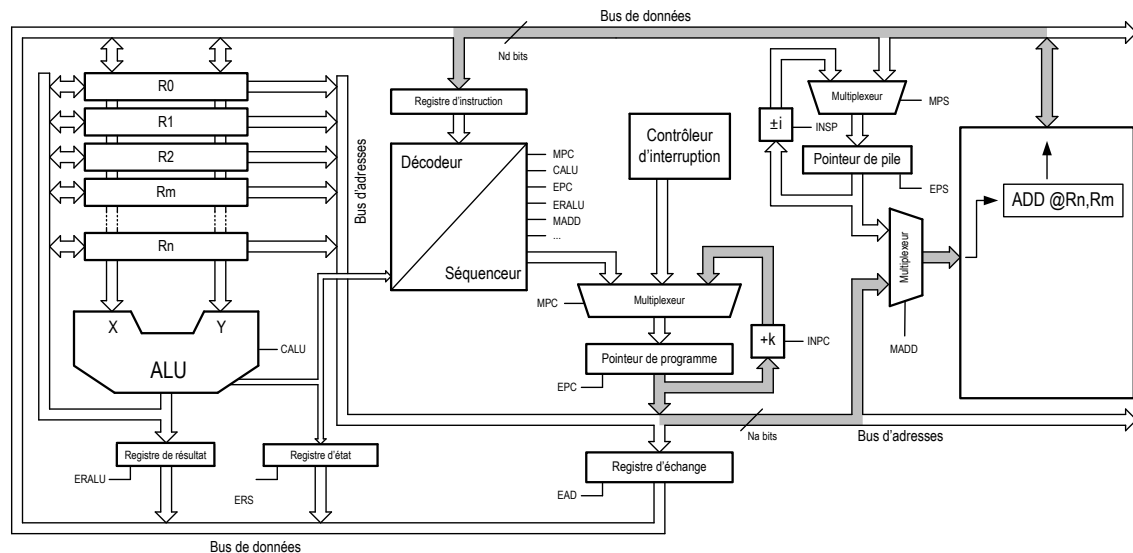 Bus de données
Nd bits
R0
R1
R2
Rm
Rn
X
Y
ALU
CALU
Registre de résultat
ERALU
Registre d'état
ERS
Bus d'adresses
Registre d'instruction
Décodeur
Séquenceur
MPC
CALU
EPC
ERALU
MADD
...
Contrôleur
d'interruption
MPC
Multiplexeur
+k
INPC
Pointeur de programme
EPC
Na bits
Bus d'adresses
Registre d'échange
EAD
Multiplexeur
MPS
±i
INSP
Pointeur de pile
EPS
Multiplexeur
MADD
ADD @Rn,Rm
Bus de données